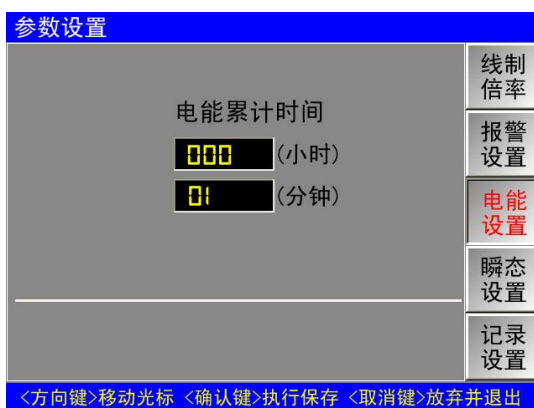 参数设置
电能累计时间
000 (小时)
01 (分钟)
线制
倍率
报警
设置
电能
设置
瞬态
设置
记录
设置
<方向键>移动光标 <确认键>执行保存 <取消键>放弃并退出